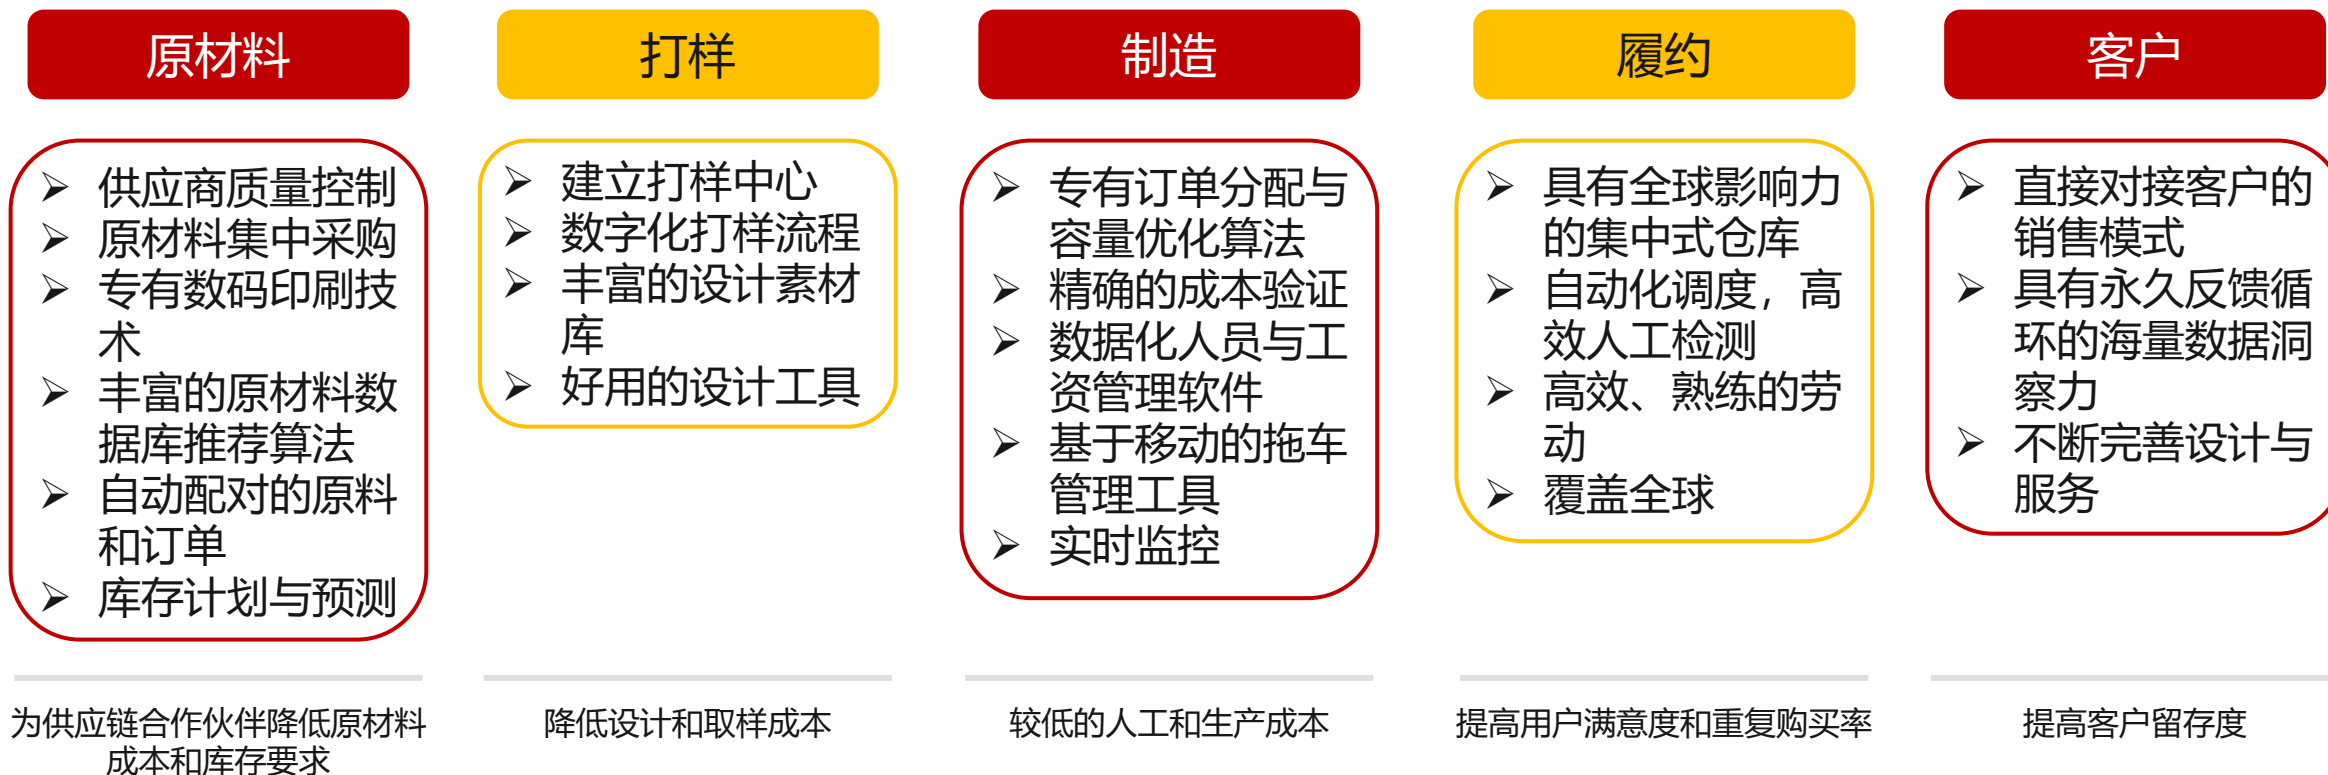 原材料
供应商质量控制
原材料集中采购
专有数码印刷技
术
丰富的原材料数
据库推荐算法
自动配对的原料
和订单
库存计划与预测
为供应链合作伙伴降低原材料
成本和库存要求
打样
建立打样中心
数字化打样流程
丰富的设计素材
库
好用的设计工具
降低设计和取样成本
制造
专有订单分配与
容量优化算法
精确的成本验证
数据化人员与工
资管理软件
基于移动的拖车
管理工具
实时监控
较低的人工和生产成本
履约
具有全球影响力
的集中式仓库
自动化调度，高
效人工检测
高效、熟练的劳
动
覆盖全球
提高用户满意度和重复购买率
客户
直接对接客户的
销售模式
具有永久反馈循
环的海量数据洞
察力
不断完善设计与
服务
提高客户留存度